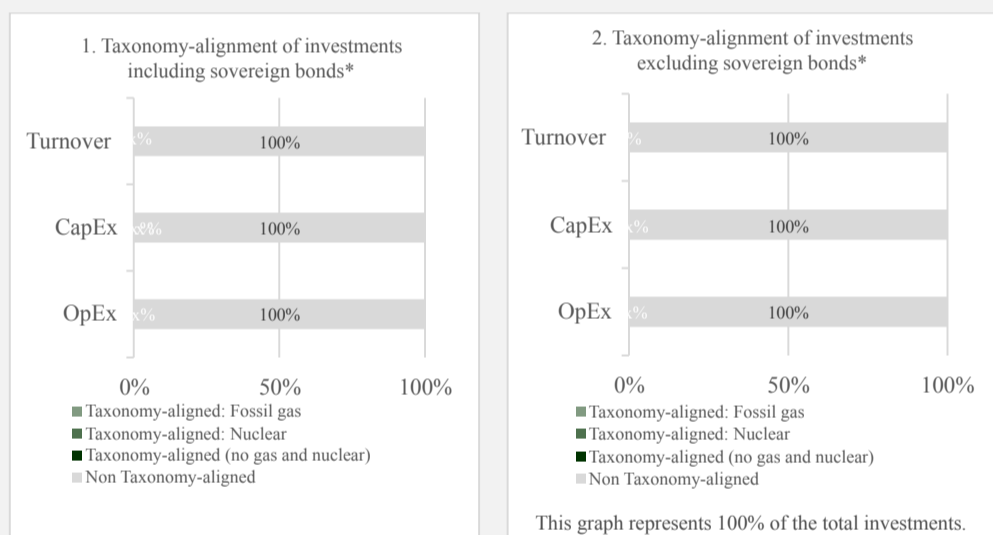 1. Taxonomy-alignment of investments
including sovereign bonds*
Turnover
100%
CapEx
100%
OpEx
100%
0% 50% 100%
Taxonomy-aligned: Fossil gas
Taxonomy-aligned: Nuclear
Taxonomy-aligned (no gas and nuclear)
Non Taxonomy-aligned
2. Taxonomy-alignment of investments
excluding sovereign bonds*
Turnover
100%
CapEx
100%
OpEx
100%
0% 50% 100%
Taxonomy-aligned: Fossil gas
Taxonomy-aligned: Nuclear
Taxonomy-aligned (no gas and nuclear)
Non Taxonomy-aligned
This graph represents 100% of the total investments.